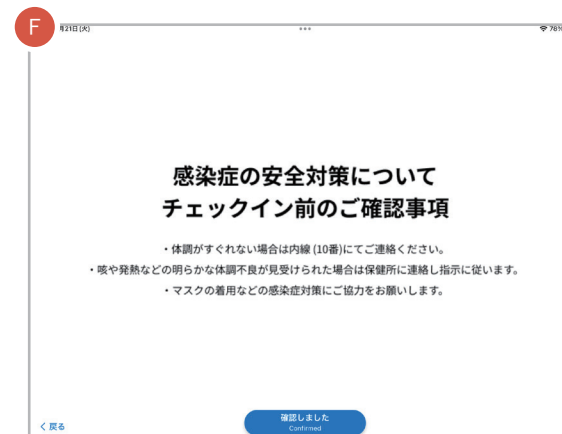 F
月21日(火)
78%
感染症の安全対策について
チェックイン前のご確認事項
・体調がすぐれない場合は内線 (10番)にてご連絡ください。
・咳や発熱などの明らかな体調不良が見受けられた場合は保健所に連絡し指示に従います。
・マスクの着用などの感染症対策にご協力をお願いします。
確認しました
Confirmed
戻る